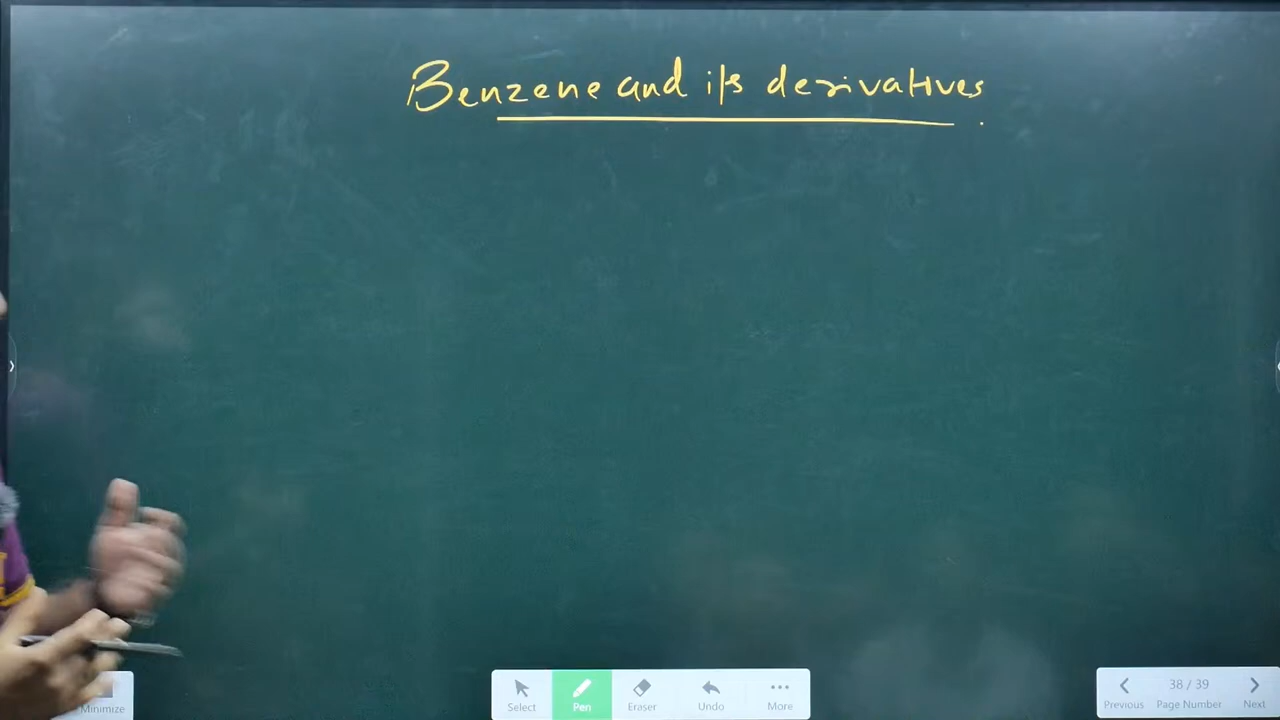 Benzene and its derivatives
Minimize
Select
Pen
Eraser
Undo
More
Previous
38 / 39
Page Number
Next